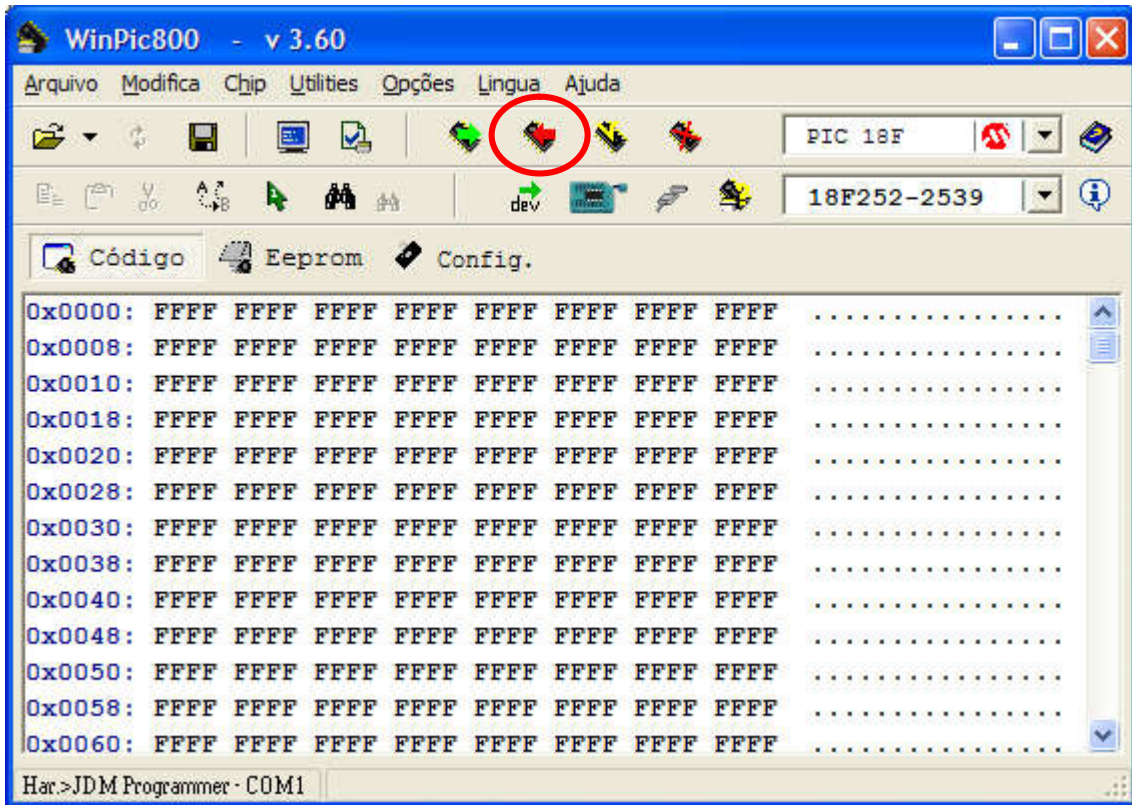 WinPic800 - v 3.60
Arquivo Modifica Chip Utilities Opções Lingua Ajuda
PIC 18F
dev 18F252-2539
Código Eeprom Config.
0x0000: FFFF FFFF FFFF FFFF FFFF FFFF FFFF FFFF ................
0x0008: FFFF FFFF FFFF FFFF FFFF FFFF FFFF FFFF ................
0x0010: FFFF FFFF FFFF FFFF FFFF FFFF FFFF FFFF ................
0x0018: FFFF FFFF FFFF FFFF FFFF FFFF FFFF FFFF ................
0x0020: FFFF FFFF FFFF FFFF FFFF FFFF FFFF FFFF ................
0x0028: FFFF FFFF FFFF FFFF FFFF FFFF FFFF FFFF ................
0x0030: FFFF FFFF FFFF FFFF FFFF FFFF FFFF FFFF ................
0x0038: FFFF FFFF FFFF FFFF FFFF FFFF FFFF FFFF ................
0x0040: FFFF FFFF FFFF FFFF FFFF FFFF FFFF FFFF ................
0x0048: FFFF FFFF FFFF FFFF FFFF FFFF FFFF FFFF ................
0x0050: FFFF FFFF FFFF FFFF FFFF FFFF FFFF FFFF ................
0x0058: FFFF FFFF FFFF FFFF FFFF FFFF FFFF FFFF ................
0x0060: FFFF FFFF FFFF FFFF FFFF FFFF FFFF FFFF ................
Har.>JDM Programmer - COM1